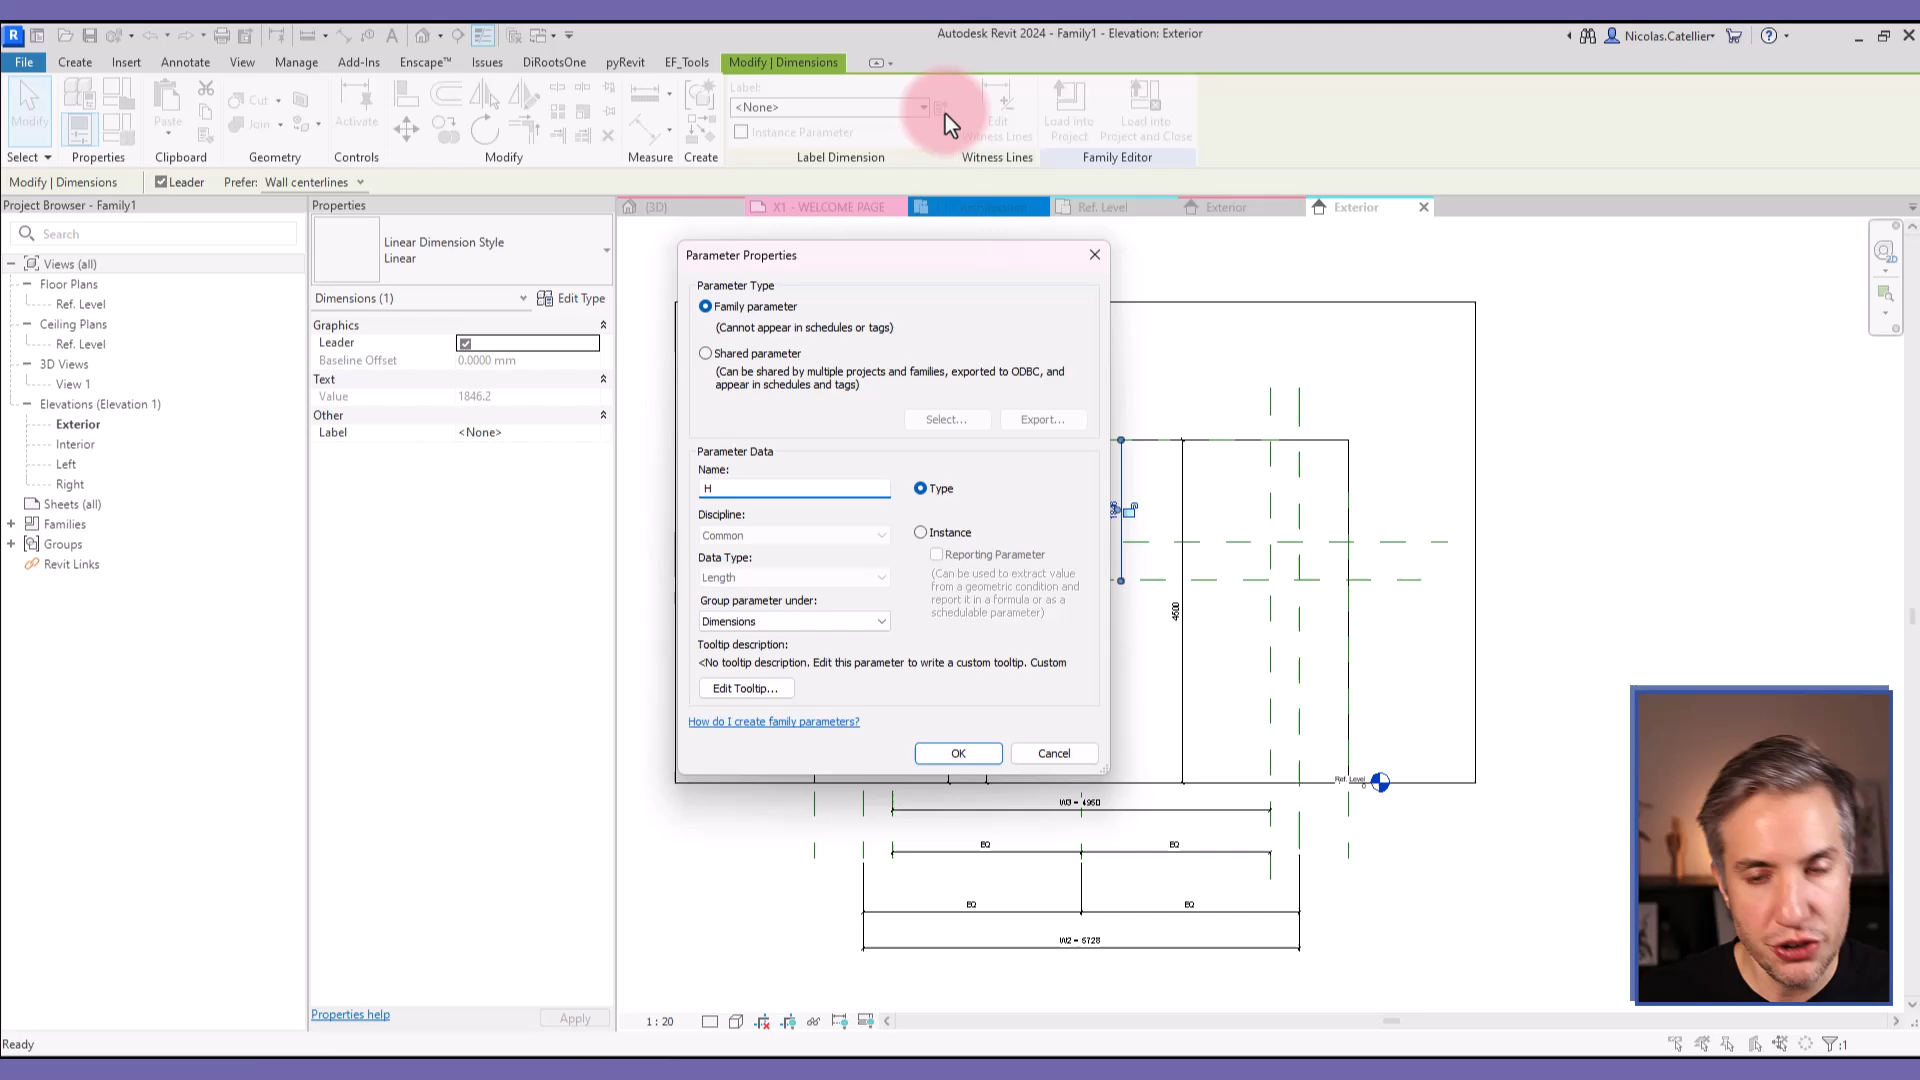 Autodesk Revit 2024 - Family1 - Elevation: Exterior
Nicolas.Catellier
File Create Insert Annotate View Manage Add-Ins Enscape™ Issues DiRootsOne pyRevit EF_Tools Modify | Dimensions
Modify
Paste
Cut
Join
Activate
Label:
<None>
Instance Parameter
Edit
Witness Lines
Load into
Project
Load into
Project and Close
Select Properties Clipboard Geometry Controls Modify Measure Create Label Dimension Witness Lines Family Editor
Modify | Dimensions Leader Prefer: Wall centerlines
Project Browser - Family1
Search
Views (all)
Floor Plans
Ref. Level
Ceiling Plans
Ref. Level
3D Views
View 1
Elevations (Elevation 1)
Exterior
Interior
Left
Right
Sheets (all)
Families
Groups
Revit Links
Properties
Linear Dimension Style
Linear
Dimensions (1) Edit Type
Graphics
Leader
Baseline Offset 0.0000 mm
Text
Value 1846.2
Other
Label <None>
Properties help Apply
{3D} X1 - WELCOME PAGE Ref. Level Exterior Exterior
Parameter Properties
Parameter Type
Family parameter
(Cannot appear in schedules or tags)
Shared parameter
(Can be shared by multiple projects and families, exported to ODBC, and
appear in schedules and tags)
Select... Export...
Parameter Data
Name:
H
Type
Discipline:
Common
Instance
Reporting Parameter
(Can be used to extract value
from a geometric condition and
report it in a formula or as a
schedulable parameter)
Data Type:
Length
Group parameter under:
Dimensions
Tooltip description:
<No tooltip description. Edit this parameter to write a custom tooltip. Custom
Edit Tooltip...
How do I create family parameters?
OK Cancel
4500
Ref. Level
0
W3 = 4960
EQ EQ
EQ EQ
W2 = 5728
2D
1 : 20
Ready
:1